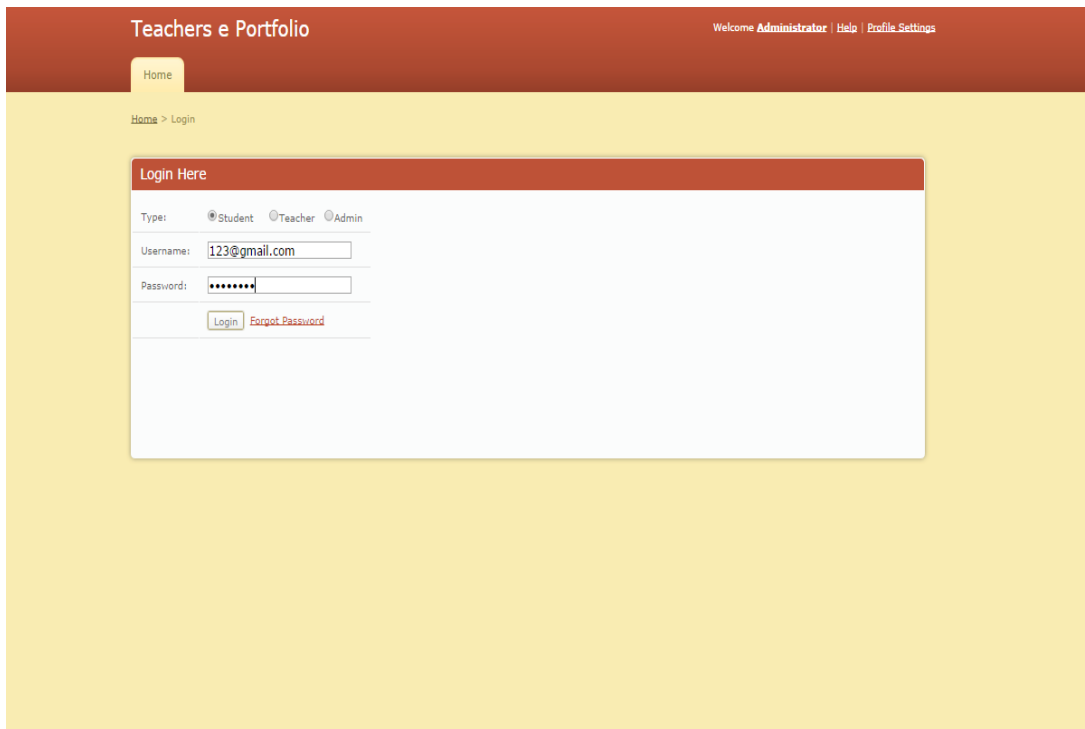 Teachers e Portfolio
Welcome Administrator | Help | Profile Settings
Home
Home > Login
Login Here
Type: Student Teacher Admin
Username: 123@gmail.com
Password: ••••••••
Login Forgot Password